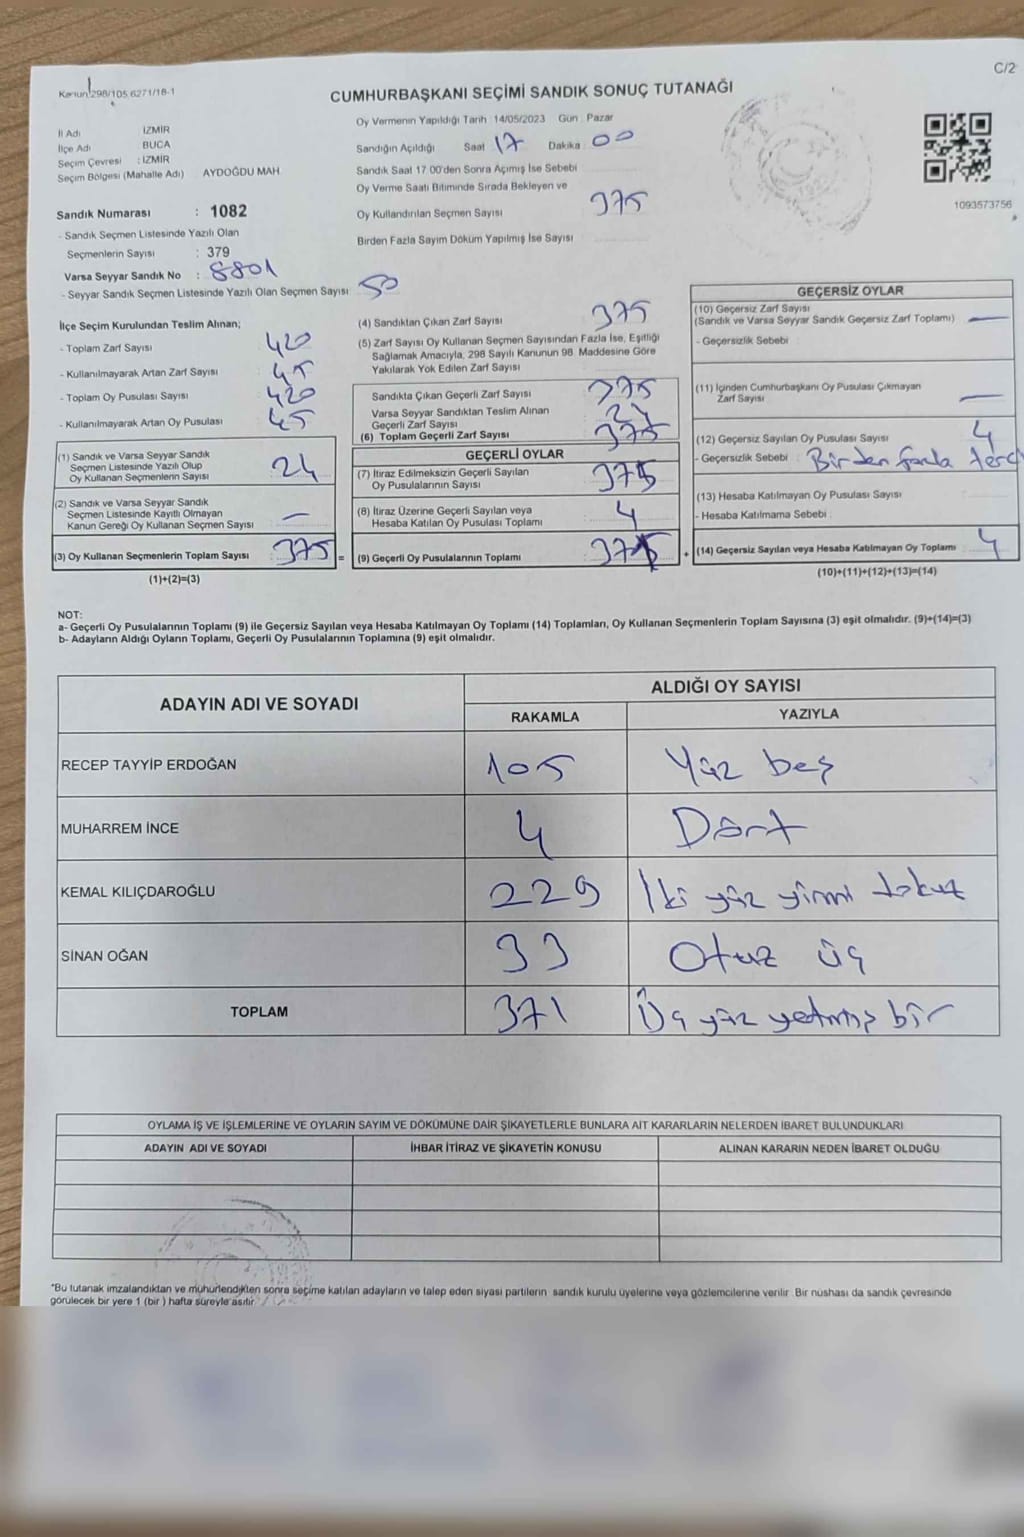 C/2
Kanun 298/105.6271/18-1
CUMHURBAŞKANI SEÇİMİ SANDIK SONUÇ TUTANAĞI
İl Adı İZMİR
İlçe Adı BUCA
Seçim Çevresi : İZMİR
Seçim Bölgesi (Mahalle Adı) AYDOĞDU MAH.
Sandık Numarası : 1082
- Sandık Seçmen Listesinde Yazılı Olan
Seçmenlerin Sayısı : 379
Varsa Seyyar Sandık No : 8801
- Seyyar Sandık Seçmen Listesinde Yazılı Olan Seçmen Sayısı 50
Oy Vermenin Yapıldığı Tarih 14/05/2023 Gün Pazar
Sandığın Açıldığı Saat 17 Dakika 00
Sandık Saat 17 00'den Sonra Açımış İse Sebebi
Oy Verme Saati Bitiminde Sırada Bekleyen ve
Oy Kullandırılan Seçmen Sayısı 375
Birden Fazla Sayım Döküm Yapılmış İse Sayısı
1093573756
İlçe Seçim Kurulundan Teslim Alınan;
- Toplam Zarf Sayısı 420
- Kullanılmayarak Artan Zarf Sayısı 45
- Toplam Oy Pusulası Sayısı 420
- Kullanılmayarak Artan Oy Pusulası 45
(1) Sandık ve Varsa Seyyar Sandık
Seçmen Listesinde Yazılı Olup
Oy Kullanan Seçmenlerin Sayısı 24
(2) Sandık ve Varsa Seyyar Sandık
Seçmen Listesinde Kayıtlı Olmayan
Kanun Gereği Oy Kullanan Seçmen Sayısı —
(3) Oy Kullanan Seçmenlerin Toplam Sayısı 375 =
(1)+(2)=(3)
(4) Sandıktan Çıkan Zarf Sayısı 375
(5) Zarf Sayısı Oy Kullanan Seçmen Sayısından Fazla İse, Eşitliği
Sağlamak Amacıyla, 298 Sayılı Kanunun 98. Maddesine Göre
Yakılarak Yok Edilen Zarf Sayısı
Sandıkta Çıkan Geçerli Zarf Sayısı 375
Varsa Seyyar Sandıktan Teslim Alınan
Geçerli Zarf Sayısı 24
(6) Toplam Geçerli Zarf Sayısı 375
GEÇERLİ OYLAR
(7) İtiraz Edilmeksizin Geçerli Sayılan
Oy Pusulalarının Sayısı 375
(8) İtiraz Üzerine Geçerli Sayılan veya
Hesaba Katılan Oy Pusulası Toplamı 4
(9) Geçerli Oy Pusulalarının Toplamı +
GEÇERSİZ OYLAR
(10) Geçersiz Zarf Sayısı
(Sandık ve Varsa Seyyar Sandık Geçersiz Zarf Toplamı) —
- Geçersizlik Sebebi
(11) İçinden Cumhurbaşkanı Oy Pusulası Çıkmayan
Zarf Sayısı —
(12) Geçersiz Sayılan Oy Pusulası Sayısı 4
- Geçersizlik Sebebi : Birden fazla terc
(13) Hesaba Katılmayan Oy Pusulası Sayısı
- Hesaba Katılmama Sebebi
(14) Geçersiz Sayılan veya Hesaba Katılmayan Oy Toplamı 4
(10)+(11)+(12)+(13)=(14)
NOT:
a- Geçerli Oy Pusulalarının Toplamı (9) ile Geçersiz Sayılan veya Hesaba Katılmayan Oy Toplamı (14) Toplamları, Oy Kullanan Seçmenlerin Toplam Sayısına (3) eşit olmalıdır. (9)+(14)=(3)
b- Adayların Aldığı Oyların Toplamı, Geçerli Oy Pusulalarının Toplamına (9) eşit olmalıdır.
ADAYIN ADI VE SOYADI ALDIĞI OY SAYISI
RAKAMLA YAZIYLA
RECEP TAYYİP ERDOĞAN 105 Yüz beş
MUHARREM İNCE 4 Dört
KEMAL KILIÇDAROĞLU 229 İki yüz yirmi dokuz
SİNAN OĞAN 33 Otuz üç
TOPLAM 371 Üç yüz yetmiş bir
OYLAMA İŞ VE İŞLEMLERİNE VE OYLARIN SAYIM VE DÖKÜMÜNE DAİR ŞİKAYETLERLE BUNLARA AİT KARARLARIN NELERDEN İBARET BULUNDUKLARI
ADAYIN ADI VE SOYADI İHBAR İTİRAZ VE ŞİKAYETİN KONUSU ALINAN KARARIN NEDEN İBARET OLDUĞU
*Bu tutanak imzalandıktan ve mühürlendikten sonra seçime katılan adayların ve talep eden siyasi partilerin sandık kurulu üyelerine veya gözlemcilerine verilir. Bir nüshası da sandık çevresinde
görülecek bir yere 1 (bir) hafta süreyle asılır.